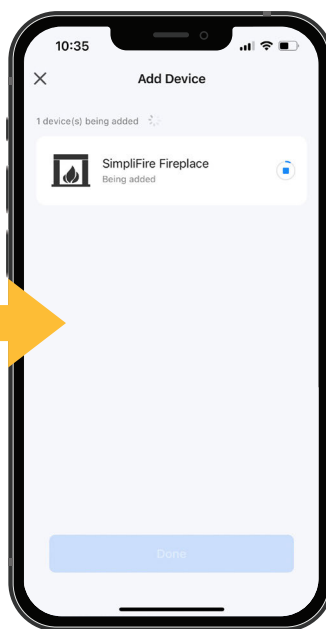 10:35
Add Device
1 device(s) being added
SimpliFire Fireplace
Being added
Done